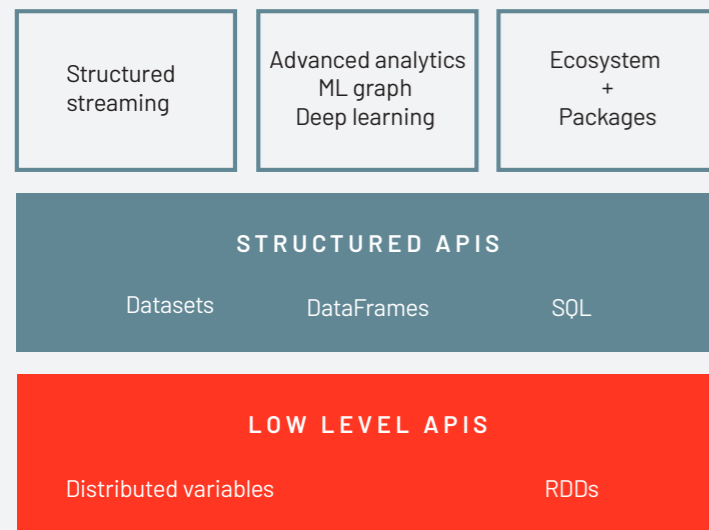 Structured
streaming
Advanced analytics
ML graph
Deep learning
Ecosystem
+
Packages
STRUCTURED APIS
Datasets
DataFrames
SQL
LOW LEVEL APIS
Distributed variables
RDDs